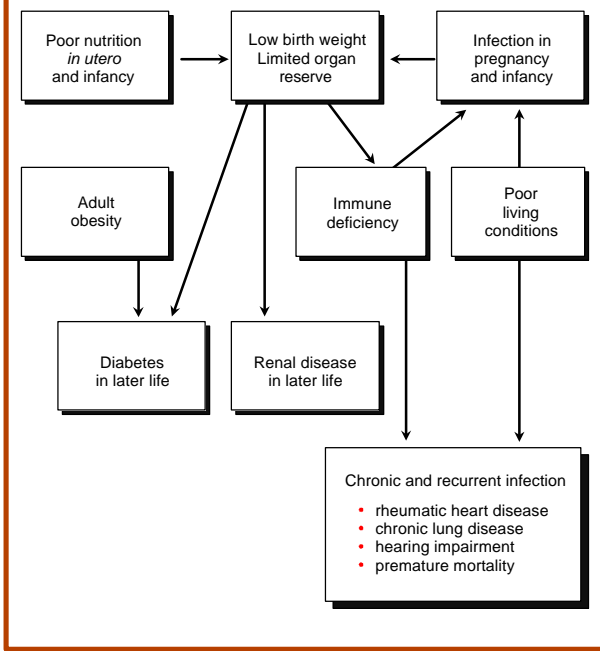 Poor nutrition
in utero
and infancy
Low birth weight
Limited organ
reserve
Infection in
pregnancy
and infancy
Adult
obesity
Immune
deficiency
Poor
living
conditions
Diabetes
in later life
Renal disease
in later life
Chronic and recurrent infection
• rheumatic heart disease
• chronic lung disease
• hearing impairment
• premature mortality